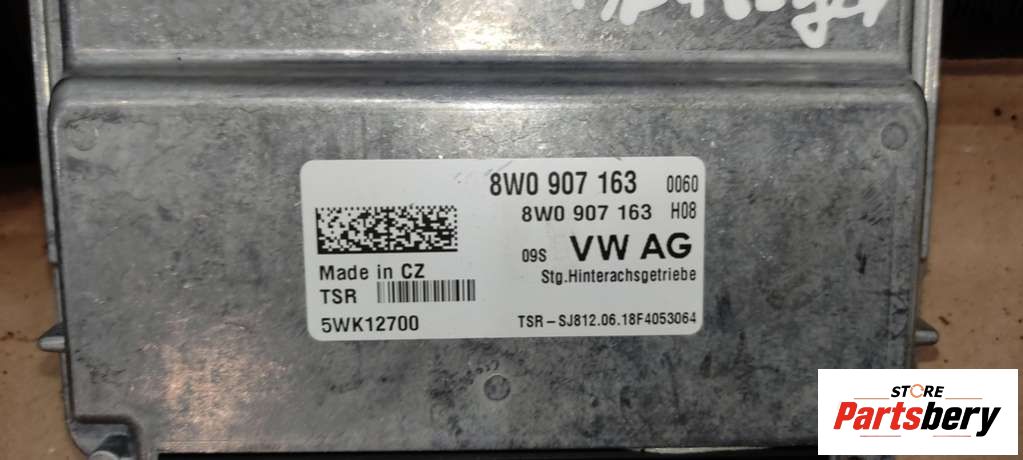 8W0 907 163 0060
8W0 907 163 H08
09S VW AG
Stg.Hinterachsgetriebe
Made in CZ
TSR
5WK12700
TSR-SJ812.06.18F4053064
STORE
Partsbery